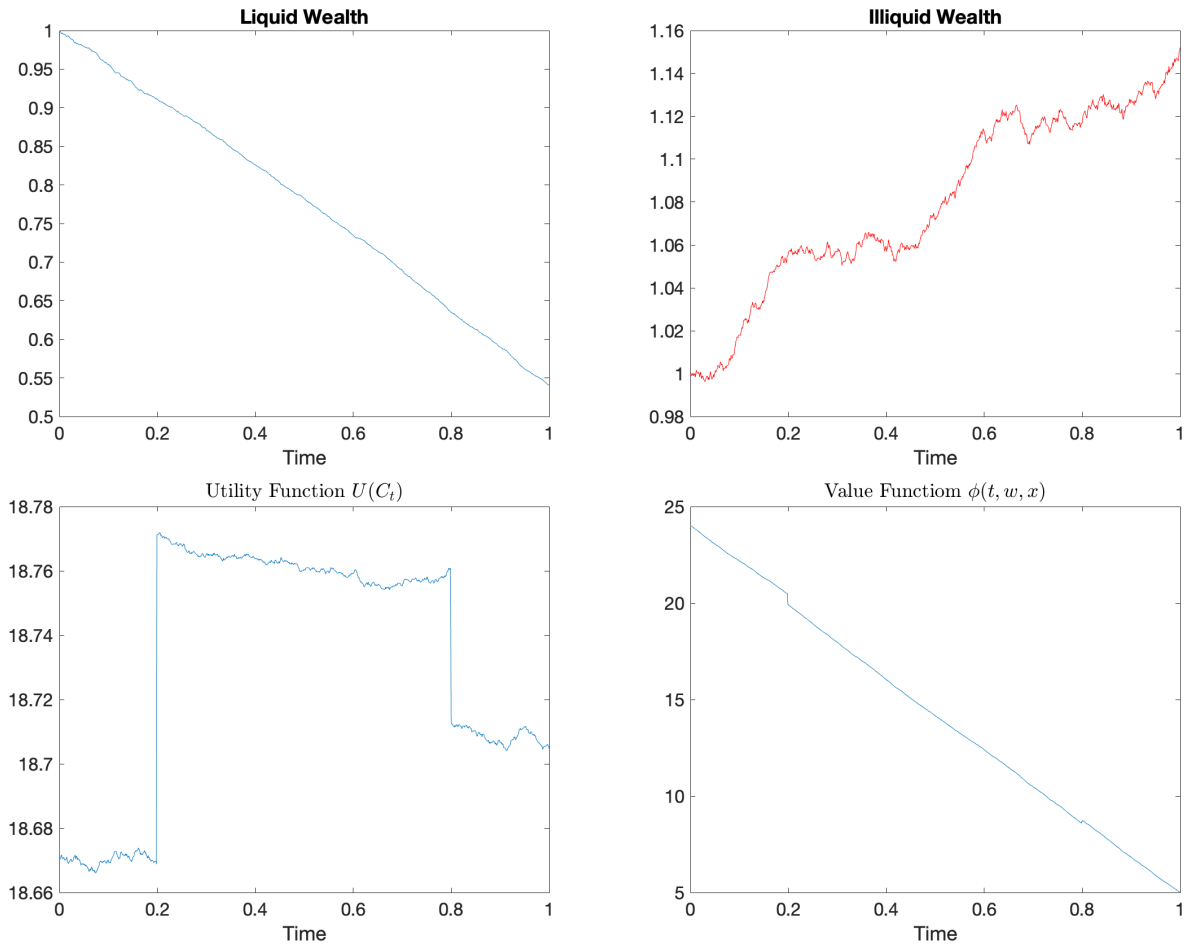 Liquid Wealth
1
0.95
0.9
0.85
0.8
0.75
0.7
0.65
0.6
0.55
0.5
0 0.2 0.4 0.6 0.8 1
Time
Illiquid Wealth
1.16
1.14
1.12
1.1
1.08
1.06
1.04
1.02
1
0.98
0 0.2 0.4 0.6 0.8 1
Time
Utility Function U(C_t)
18.78
18.76
18.74
18.72
18.7
18.68
18.66
0 0.2 0.4 0.6 0.8 1
Time
Value Functiom ϕ(t, w, x)
25
20
15
10
5
0 0.2 0.4 0.6 0.8 1
Time